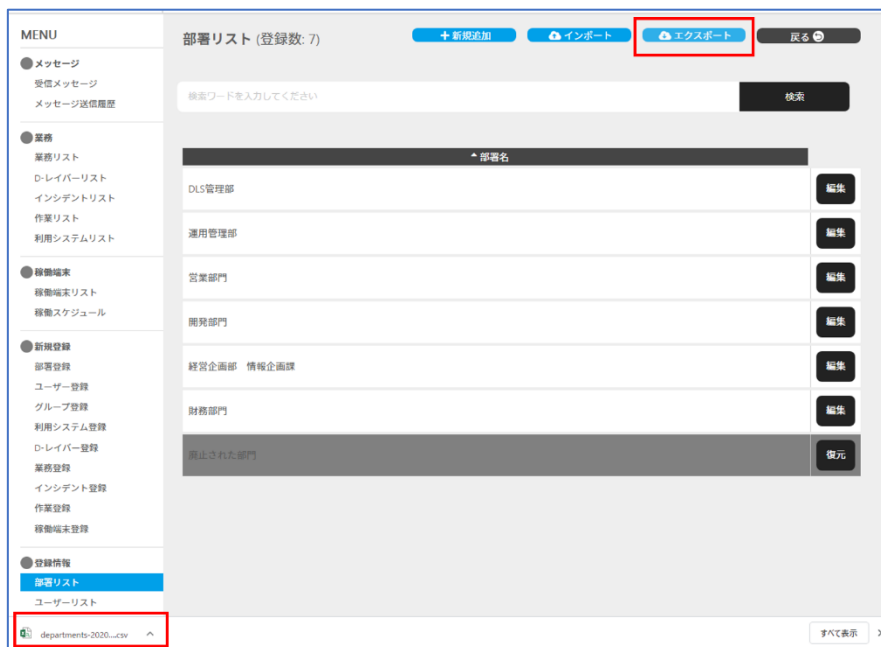 MENU
メッセージ
受信メッセージ
メッセージ送信履歴
業務
業務リスト
D-レイバーリスト
インシデントリスト
作業リスト
利用システムリスト
稼働端末
稼働端末リスト
稼働スケジュール
新規登録
部署登録
ユーザー登録
グループ登録
利用システム登録
D-レイバー登録
業務登録
インシデント登録
作業登録
稼働端末登録
登録情報
部署リスト
ユーザーリスト
部署リスト (登録数: 7)
+ 新規追加
インポート
エクスポート
戻る
検索ワードを入力してください
検索
部署名
DLS管理部 編集
運用管理部 編集
営業部門 編集
開発部門 編集
経営企画部　情報企画課 編集
財務部門 編集
廃止された部門 復元
departments-2020....csv
すべて表示